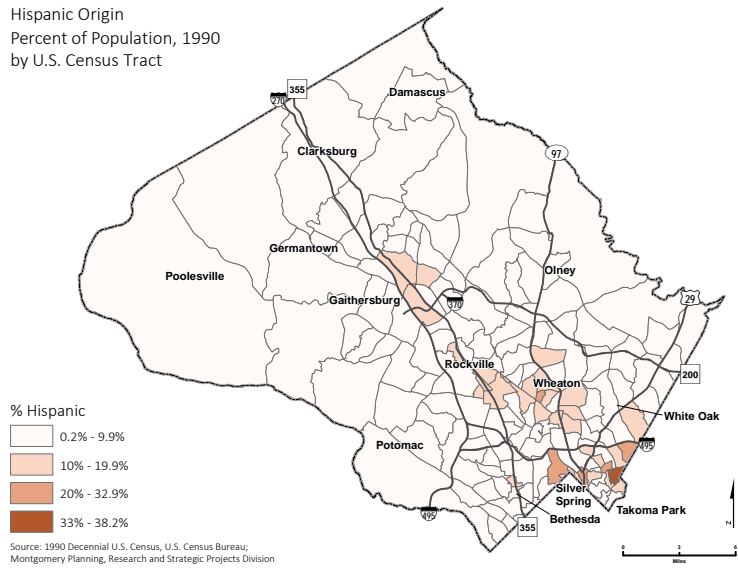 Hispanic Origin
Percent of Population, 1990
by U.S. Census Tract
355
270
Damascus
Clarksburg
97
Germantown
Olney
Poolesville
29
Gaithersburg
370
Rockville
200
Wheaton
White Oak
Potomac
495
Silver
Spring
Takoma Park
495
Bethesda
355
% Hispanic
0.2% - 9.9%
10% - 19.9%
20% - 32.9%
33% - 38.2%
Source: 1990 Decennial U.S. Census, U.S. Census Bureau;
Montgomery Planning, Research and Strategic Projects Division
N
0 3 6
Miles